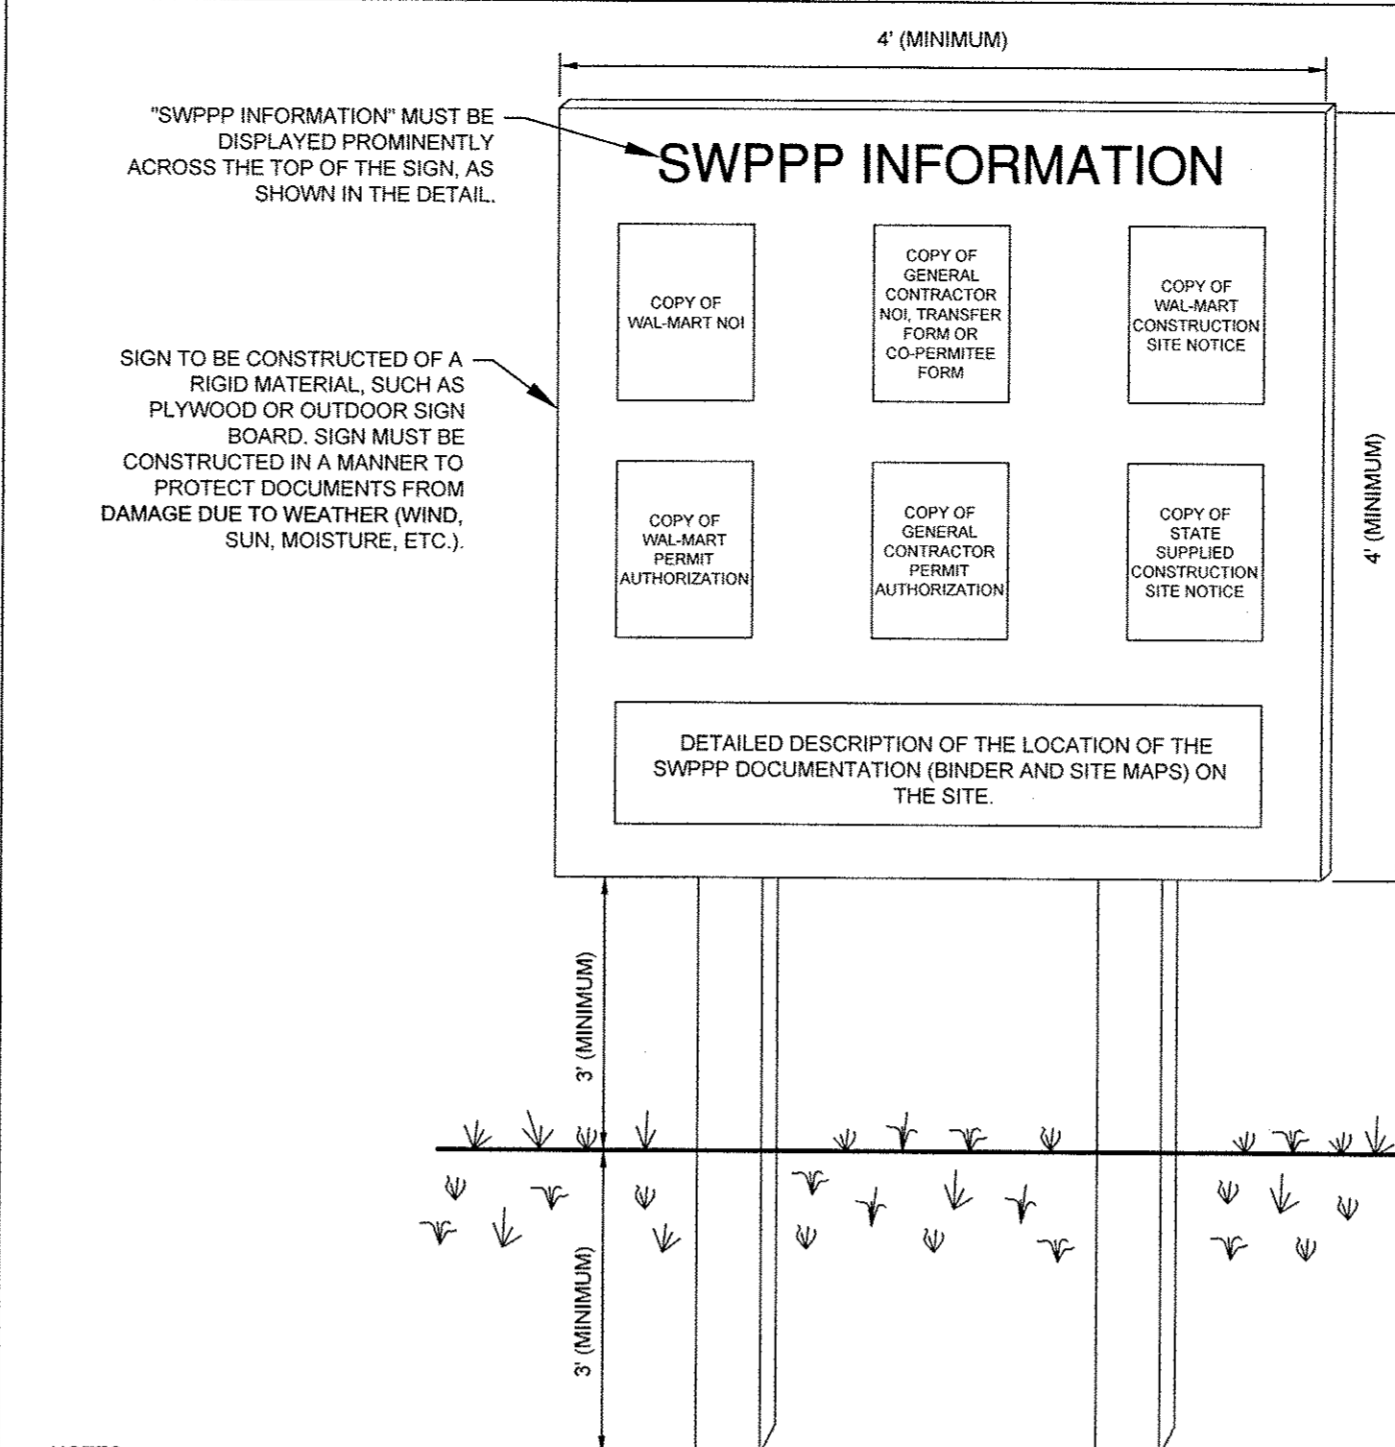 4' (MINIMUM)
"SWPPP INFORMATION" MUST BE
DISPLAYED PROMINENTLY
ACROSS THE TOP OF THE SIGN, AS
SHOWN IN THE DETAIL.
SWPPP INFORMATION
COPY OF
WAL-MART NOI
COPY OF
GENERAL
CONTRACTOR
NOI, TRANSFER
FORM OR
CO-PERMITEE
FORM
COPY OF
WAL-MART
CONSTRUCTION
SITE NOTICE
SIGN TO BE CONSTRUCTED OF A
RIGID MATERIAL, SUCH AS
PLYWOOD OR OUTDOOR SIGN
BOARD. SIGN MUST BE
CONSTRUCTED IN A MANNER TO
PROTECT DOCUMENTS FROM
DAMAGE DUE TO WEATHER (WIND,
SUN, MOISTURE, ETC.).
4' (MINIMUM)
COPY OF
WAL-MART
PERMIT
AUTHORIZATION
COPY OF
GENERAL
CONTRACTOR
PERMIT
AUTHORIZATION
COPY OF
STATE
SUPPLIED
CONSTRUCTION
SITE NOTICE
DETAILED DESCRIPTION OF THE LOCATION OF THE
SWPPP DOCUMENTATION (BINDER AND SITE MAPS) ON
THE SITE.
3' (MINIMUM)
3' (MINIMUM)